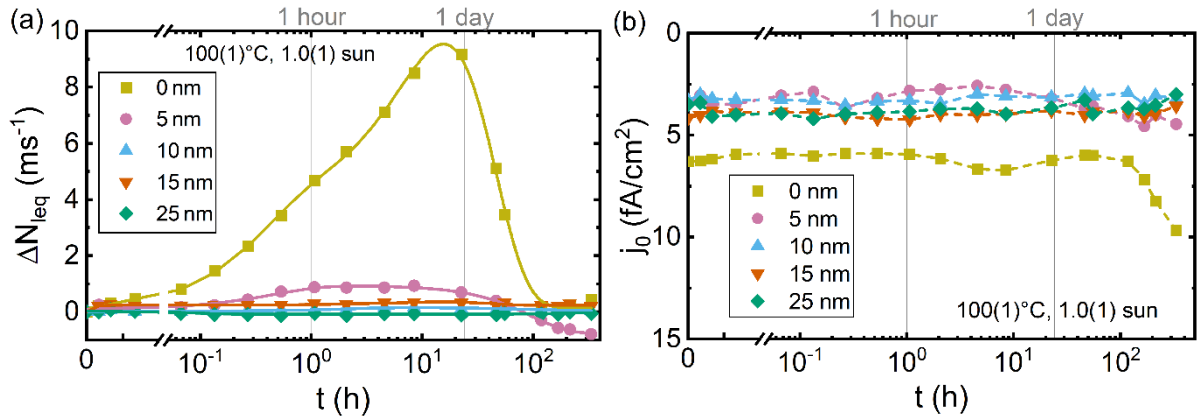 (a)
1 hour
1 day
100(1)°C, 1.0(1) sun
0 nm
5 nm
10 nm
15 nm
25 nm
ΔN_leq (ms⁻¹)
10
8
6
4
2
0
0
10⁻¹
10⁰
10¹
10²
t (h)
(b)
1 hour
1 day
j₀ (fA/cm²)
0
5
10
15
0 nm
5 nm
10 nm
15 nm
25 nm
100(1)°C, 1.0(1) sun
0
10⁻¹
10⁰
10¹
10²
t (h)